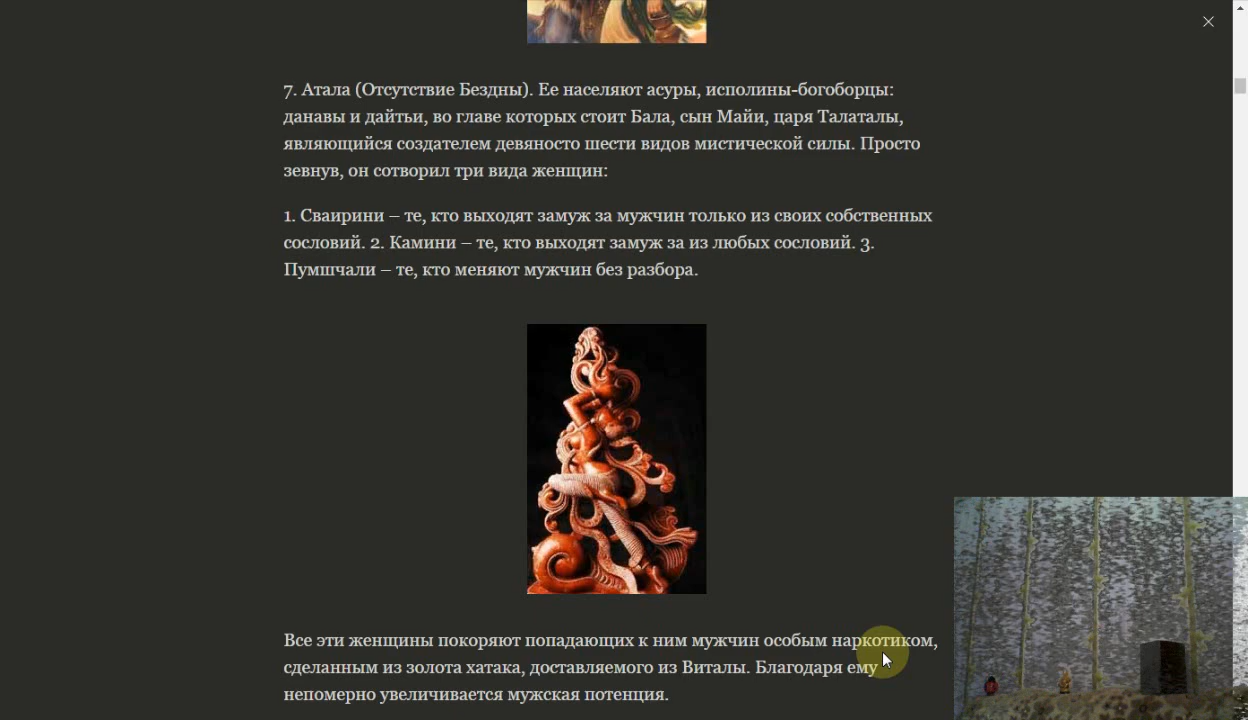 7. Атала (Отсутствие Бездны). Ее населяют асуры, исполины-богоборцы:
данавы и дайтьи, во главе которых стоит Бала, сын Майи, царя Талаталы,
являющийся создателем девяносто шести видов мистической силы. Просто
зевнув, он сотворил три вида женщин:
1. Сваирини – те, кто выходят замуж за мужчин только из своих собственных
сословий. 2. Камини – те, кто выходят замуж за из любых сословий. 3.
Пумшчали – те, кто меняют мужчин без разбора.
Все эти женщины покоряют попадающих к ним мужчин особым наркотиком,
сделанным из золота хатака, доставляемого из Виталы. Благодаря ему
непомерно увеличивается мужская потенция.